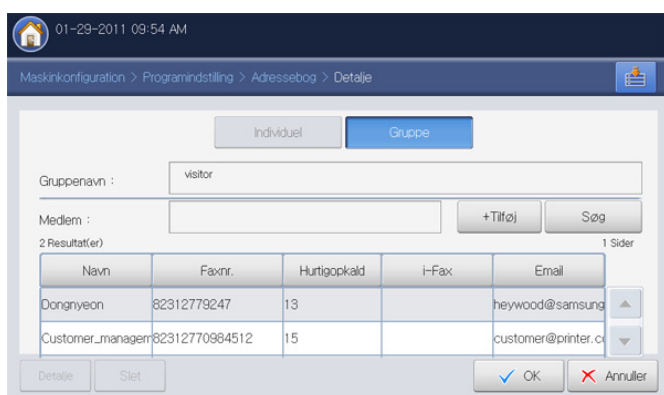 01-29-2011 09:54 AM
Maskinkonfiguration > Programindstilling > Adressebog > Detalje
Individuel Gruppe
Gruppenavn : visitor
Medlem : +Tilføj Søg
2 Resultat(er) 1 Sider
Navn Faxnr. Hurtigopkald i-Fax Email
Dongnyeon 82312779247 13 heywood@samsung
Customer_managem 82312770984512 15 customer@printer.c
Detalje Slet OK Annuller